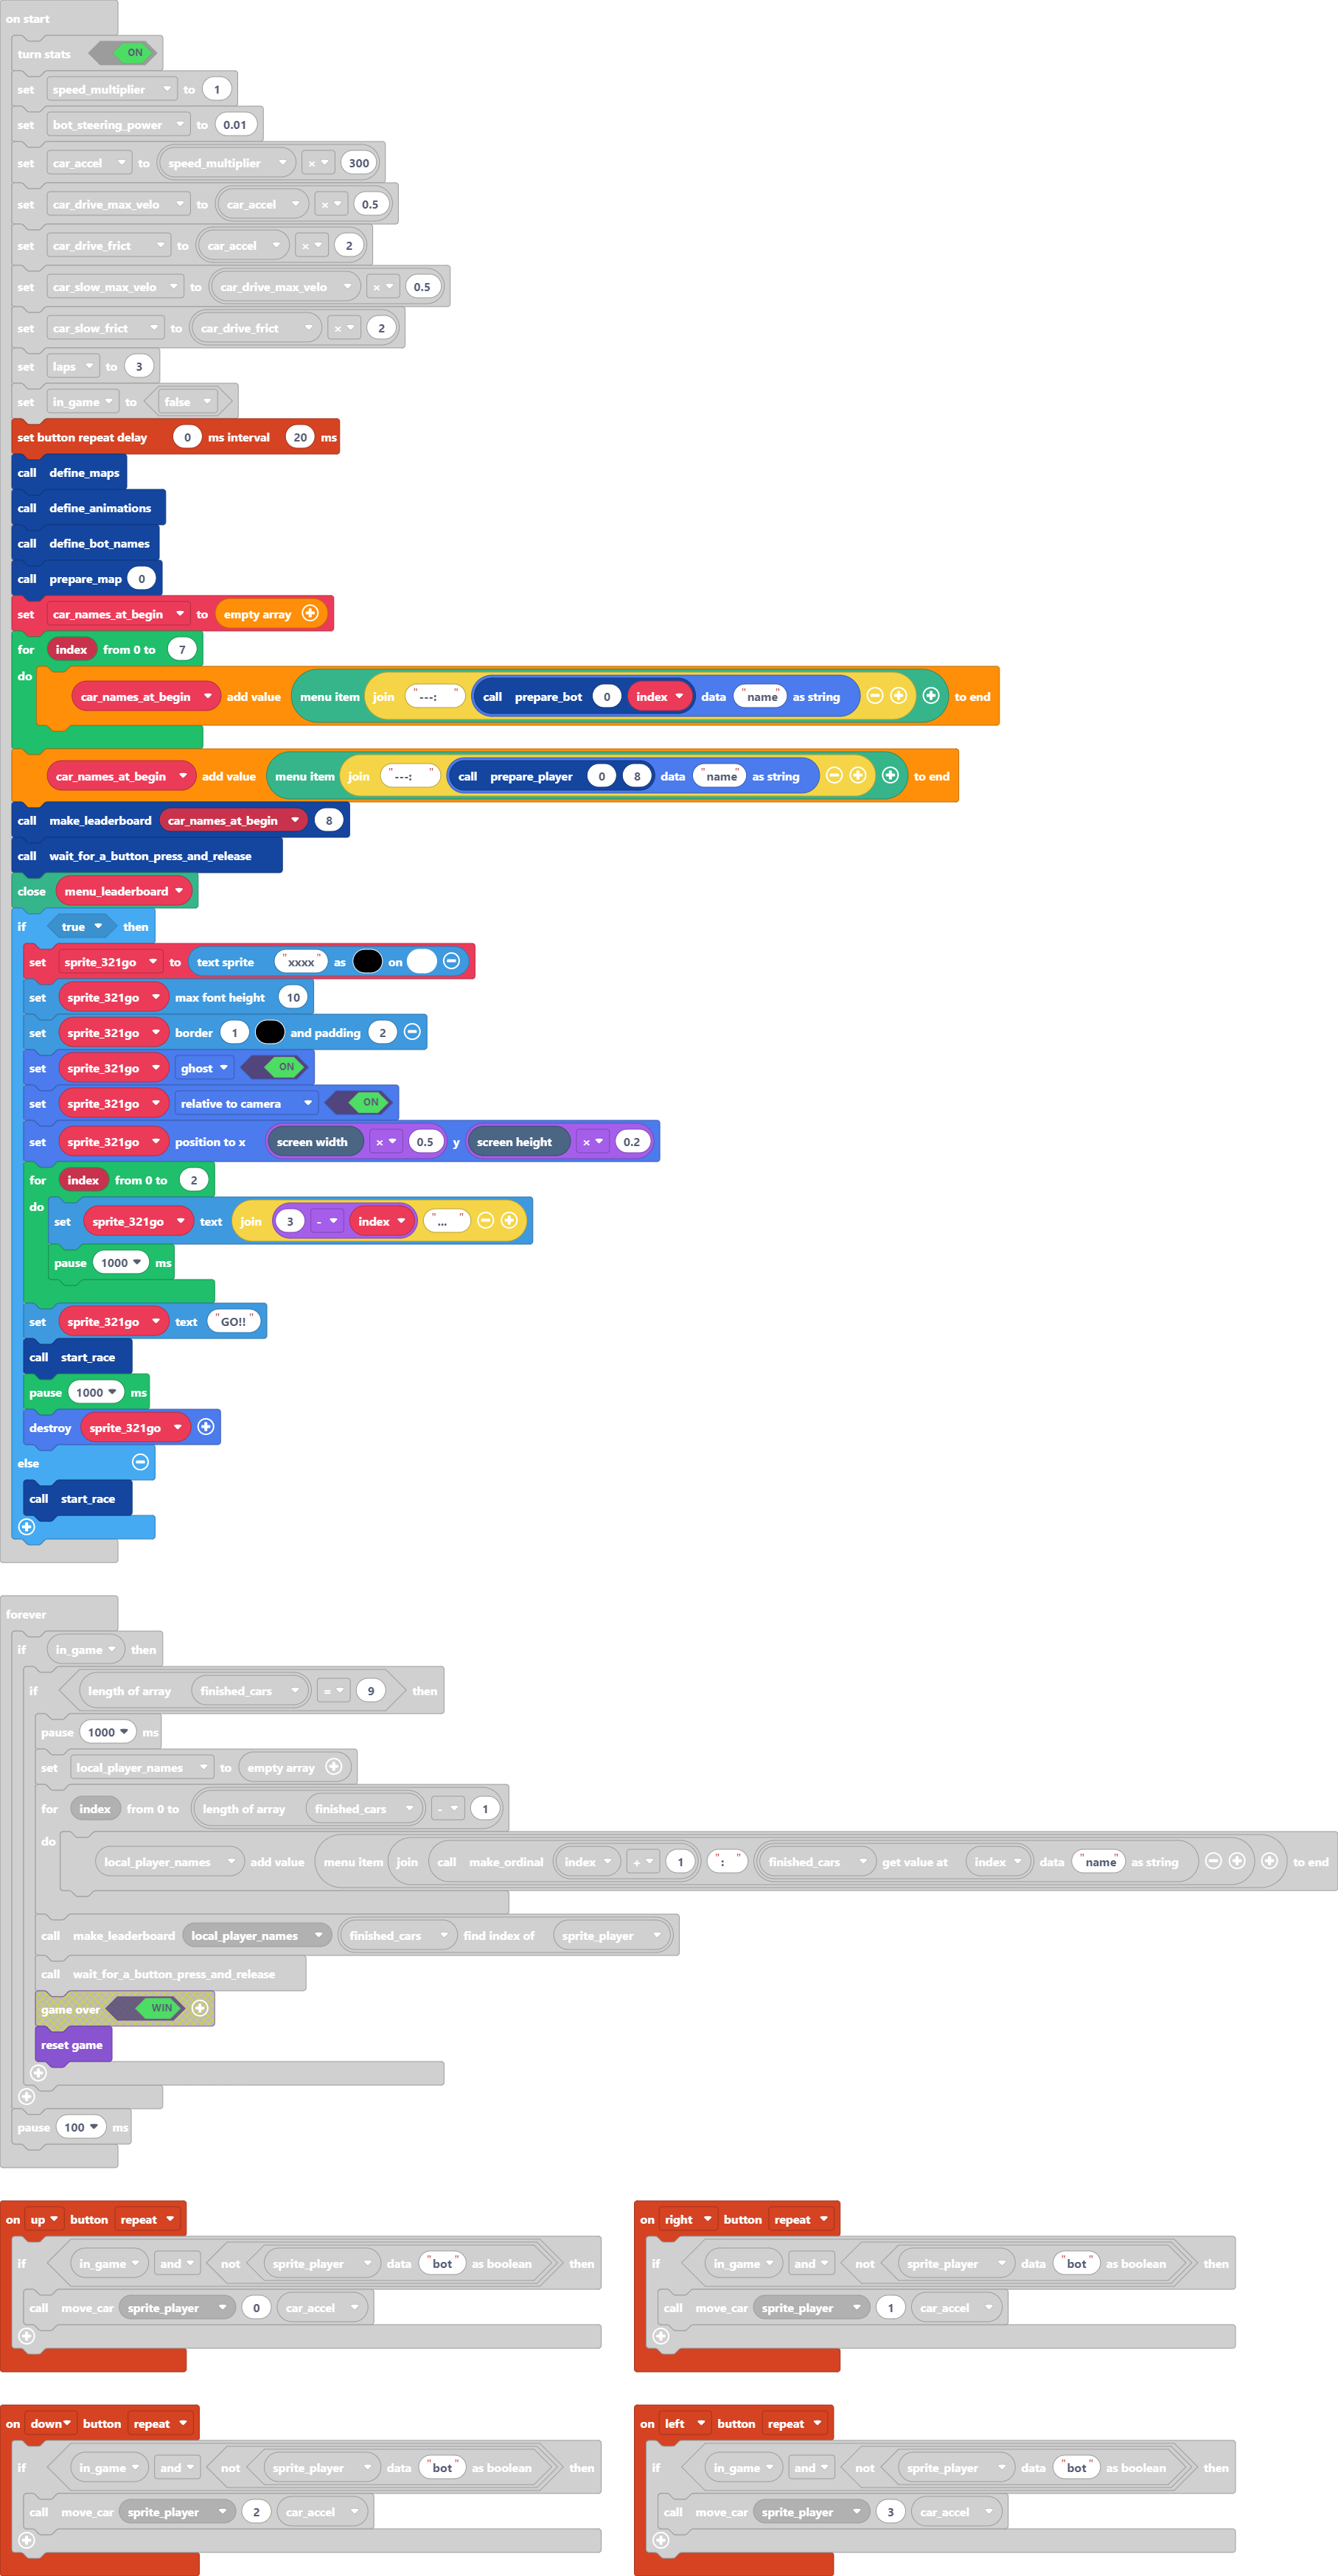 on start
turn stats ON
set speed_multiplier to 1
set bot_steering_power to 0.01
set car_accel to speed_multiplier × 300
set car_drive_max_velo to car_accel × 0.5
set car_drive_frict to car_accel × 2
set car_slow_max_velo to car_drive_max_velo × 0.5
set car_slow_frict to car_drive_frict × 2
set laps to 3
set in_game to false
set button repeat delay 0 ms interval 20 ms
call define_maps
call define_animations
call define_bot_names
call prepare_map 0
set car_names_at_begin to empty array
for index from 0 to 7
do
car_names_at_begin add value menu item join "---: " call prepare_bot 0 index data "name" as string to end
car_names_at_begin add value menu item join "---: " call prepare_player 0 8 data "name" as string to end
call make_leaderboard car_names_at_begin 8
call wait_for_a_button_press_and_release
close menu_leaderboard
if true then
set sprite_321go to text sprite "xxxx" as on
set sprite_321go max font height 10
set sprite_321go border 1 and padding 2
set sprite_321go ghost ON
set sprite_321go relative to camera ON
set sprite_321go position to x screen width × 0.5 y screen height × 0.2
for index from 0 to 2
do
set sprite_321go text join 3 - index "... "
pause 1000 ms
set sprite_321go text "GO!!"
call start_race
pause 1000 ms
destroy sprite_321go
else
call start_race
forever
if in_game then
if length of array finished_cars = 9 then
pause 1000 ms
set local_player_names to empty array
for index from 0 to length of array finished_cars - 1
do
local_player_names add value menu item join call make_ordinal index + 1 ": " finished_cars get value at index data "name" as string to end
call make_leaderboard local_player_names finished_cars find index of sprite_player
call wait_for_a_button_press_and_release
game over WIN
reset game
pause 100 ms
on up button repeat
if in_game and not sprite_player data "bot" as boolean then
call move_car sprite_player 0 car_accel
on right button repeat
if in_game and not sprite_player data "bot" as boolean then
call move_car sprite_player 1 car_accel
on down button repeat
if in_game and not sprite_player data "bot" as boolean then
call move_car sprite_player 2 car_accel
on left button repeat
if in_game and not sprite_player data "bot" as boolean then
call move_car sprite_player 3 car_accel